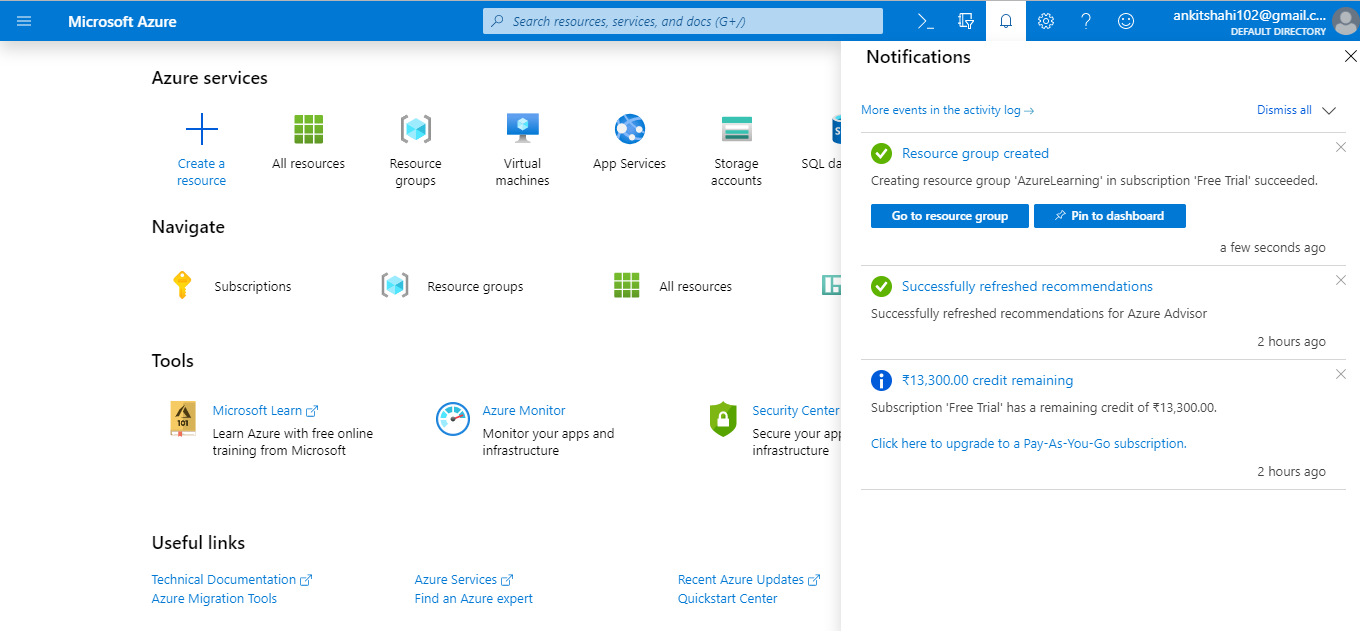 Microsoft Azure
Search resources, services, and docs (G+/)
ankitshahi102@gmail.c...
DEFAULT DIRECTORY
Azure services
Create a
resource
All resources
Resource
groups
Virtual
machines
App Services
Storage
accounts
SQL da
Navigate
Subscriptions
Resource groups
All resources
Tools
101
Microsoft Learn
Learn Azure with free online
training from Microsoft
Azure Monitor
Monitor your apps and
infrastructure
Security Center
Secure your app
infrastructure
Useful links
Technical Documentation
Azure Services
Recent Azure Updates
Azure Migration Tools
Find an Azure expert
Quickstart Center
Notifications
More events in the activity log →
Dismiss all
Resource group created
Creating resource group 'AzureLearning' in subscription 'Free Trial' succeeded.
Go to resource group
Pin to dashboard
a few seconds ago
Successfully refreshed recommendations
Successfully refreshed recommendations for Azure Advisor
2 hours ago
₹13,300.00 credit remaining
Subscription 'Free Trial' has a remaining credit of ₹13,300.00.
Click here to upgrade to a Pay-As-You-Go subscription.
2 hours ago